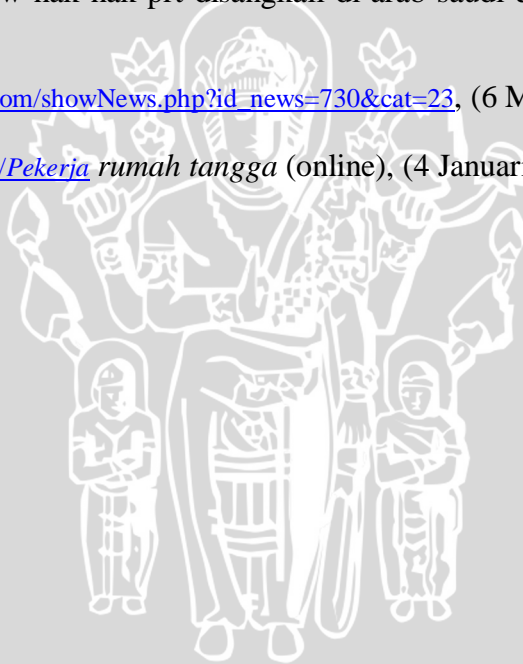 hak-hak prt disangkall di arab saudi
om/showNews.php?id_news=730&cat=23, (6 M
/Pekerja rumah tangga (online), (4 Januari